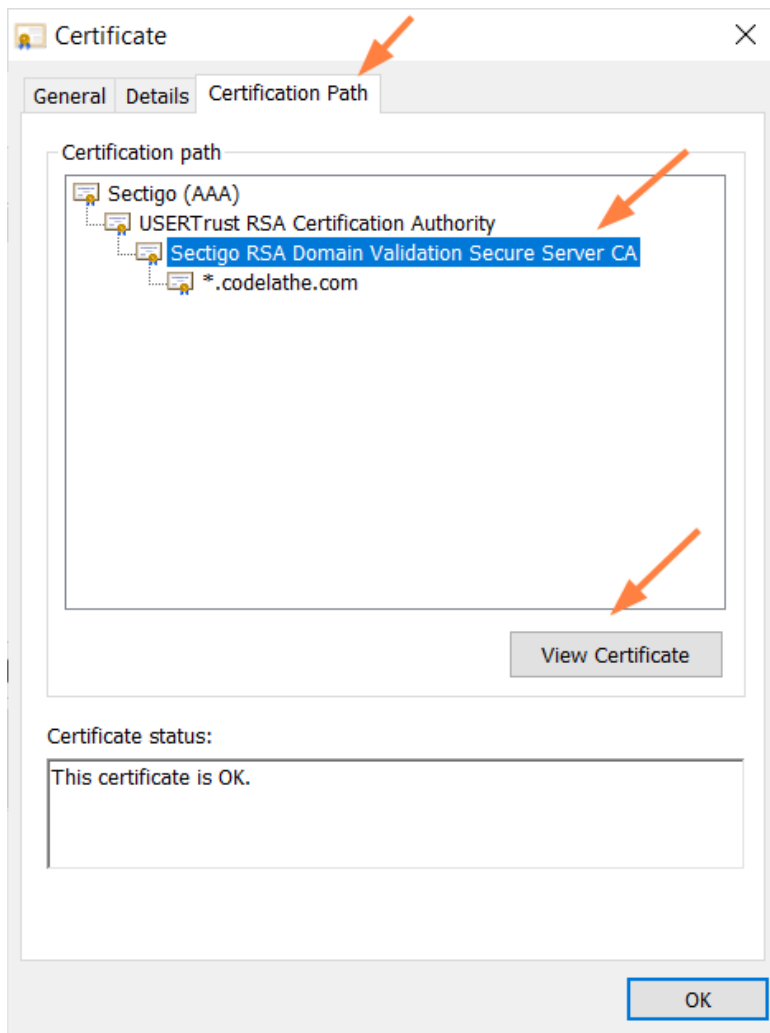 Certificate
General Details Certification Path
Certification path
Sectigo (AAA)
USERTrust RSA Certification Authority
Sectigo RSA Domain Validation Secure Server CA
*.codelathe.com
View Certificate
Certificate status:
This certificate is OK.
OK